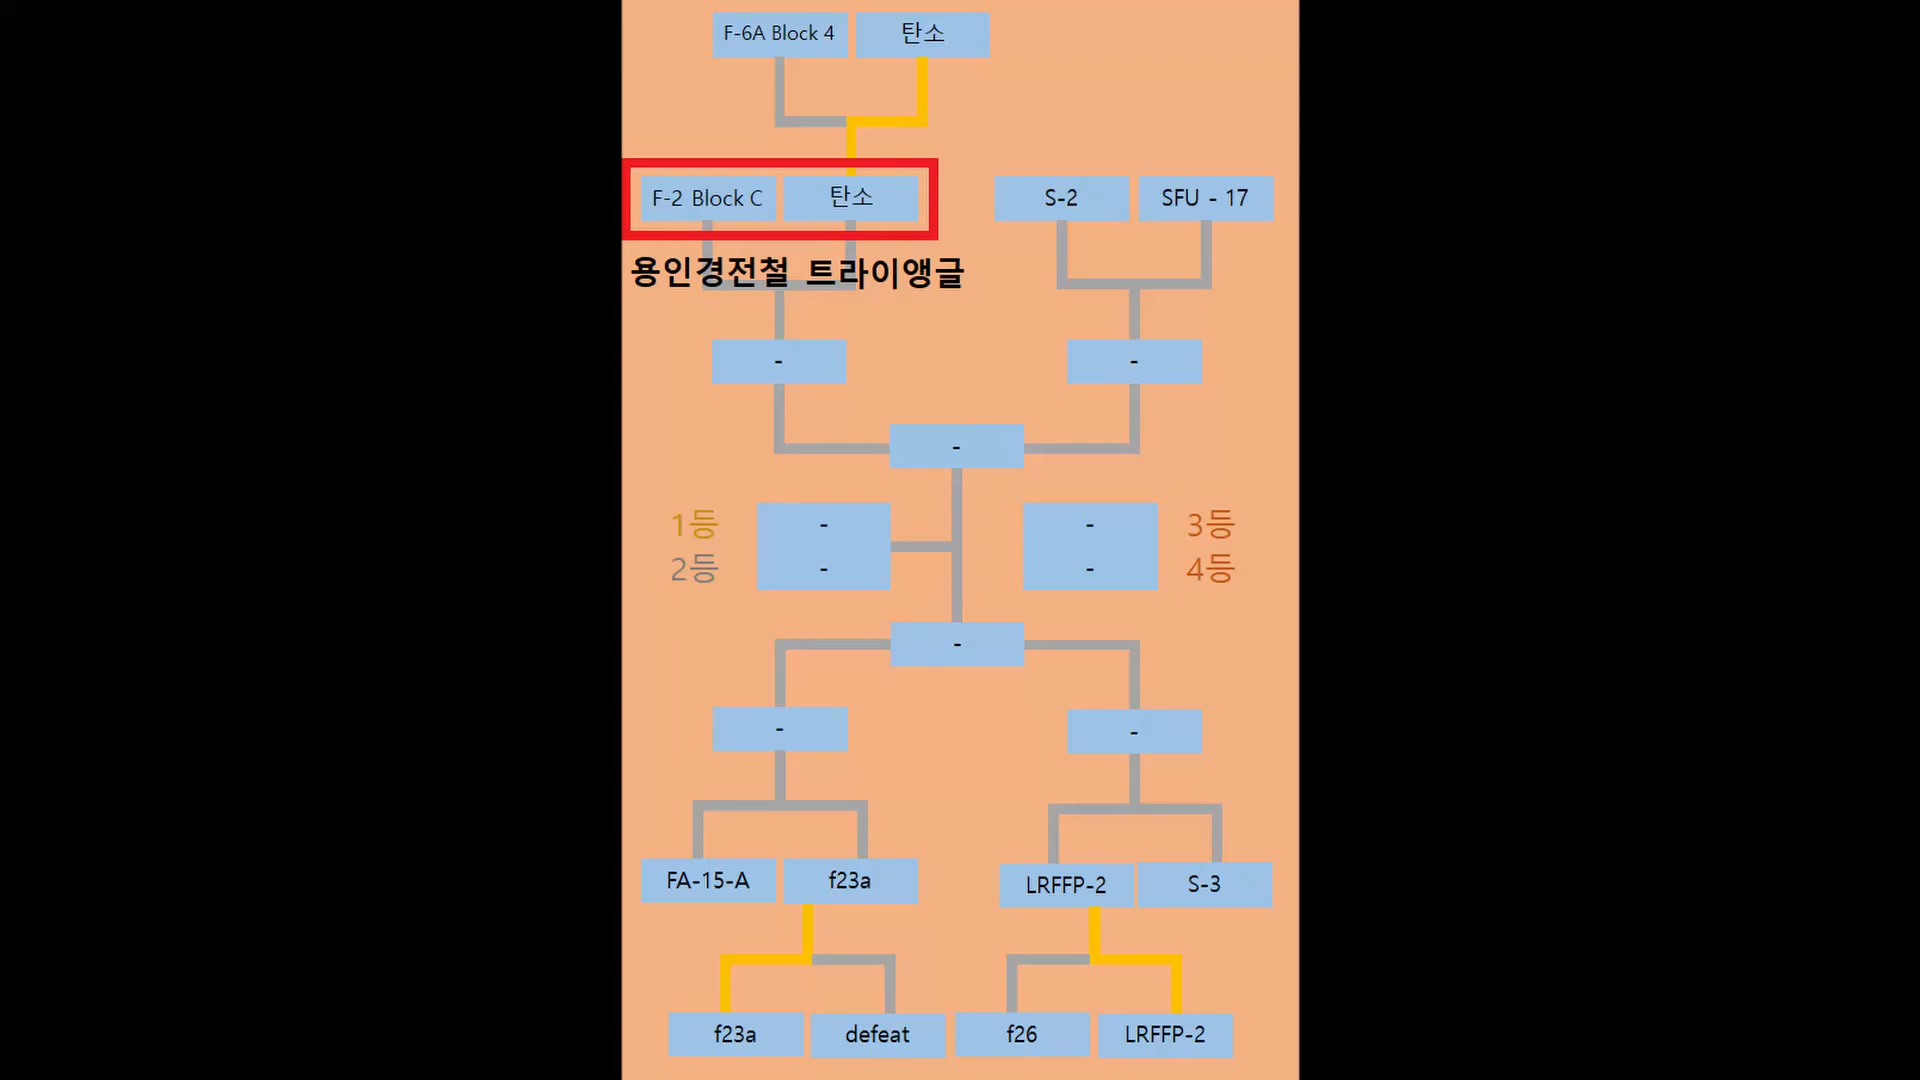 F-6A Block 4 탄소
F-2 Block C 탄소 S-2 SFU - 17
용인경전철 트라이앵글
- -
-
1등 - - 3등
2등 - - 4등
-
- -
FA-15-A f23a LRFFP-2 S-3
f23a defeat f26 LRFFP-2